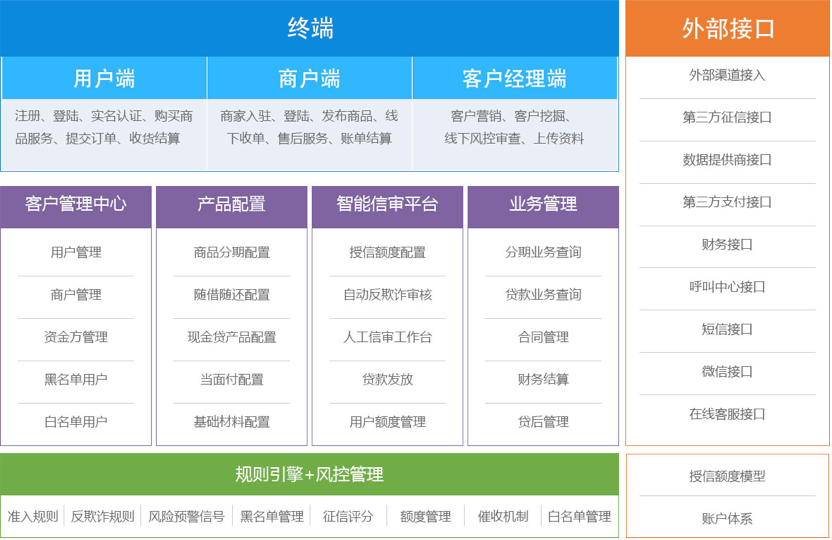 终端
用户端
注册、登陆、实名认证、购买商
品服务、提交订单、收货结算
商户端
商家入驻、登陆、发布商品、线
下收单、售后服务、账单结算
客户经理端
客户营销、客户挖掘、
线下风控审查、上传资料
外部接口
外部渠道接入
第三方征信接口
数据提供商接口
第三方支付接口
财务接口
呼叫中心接口
短信接口
微信接口
在线客服接口
客户管理中心
用户管理
商户管理
资金方管理
黑名单用户
白名单用户
产品配置
商品分期配置
随借随还配置
现金贷产品配置
当面付配置
基础材料配置
智能信审平台
授信额度配置
自动反欺诈审核
人工信审工作台
贷款发放
用户额度管理
业务管理
分期业务查询
贷款业务查询
合同管理
财务结算
贷后管理
规则引擎+风控管理
准入规则
反欺诈规则
风险预警信号
黑名单管理
征信评分
额度管理
催收机制
白名单管理
授信额度模型
账户体系